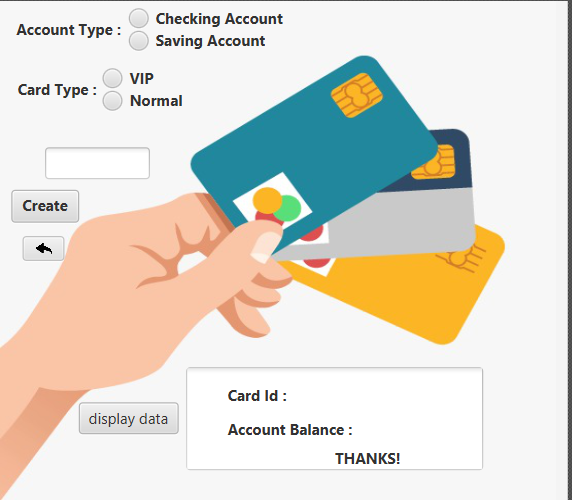 Account Type :
Checking Account
Saving Account
Card Type :
VIP
Normal
Create
display data
Card Id :
Account Balance :
THANKS!